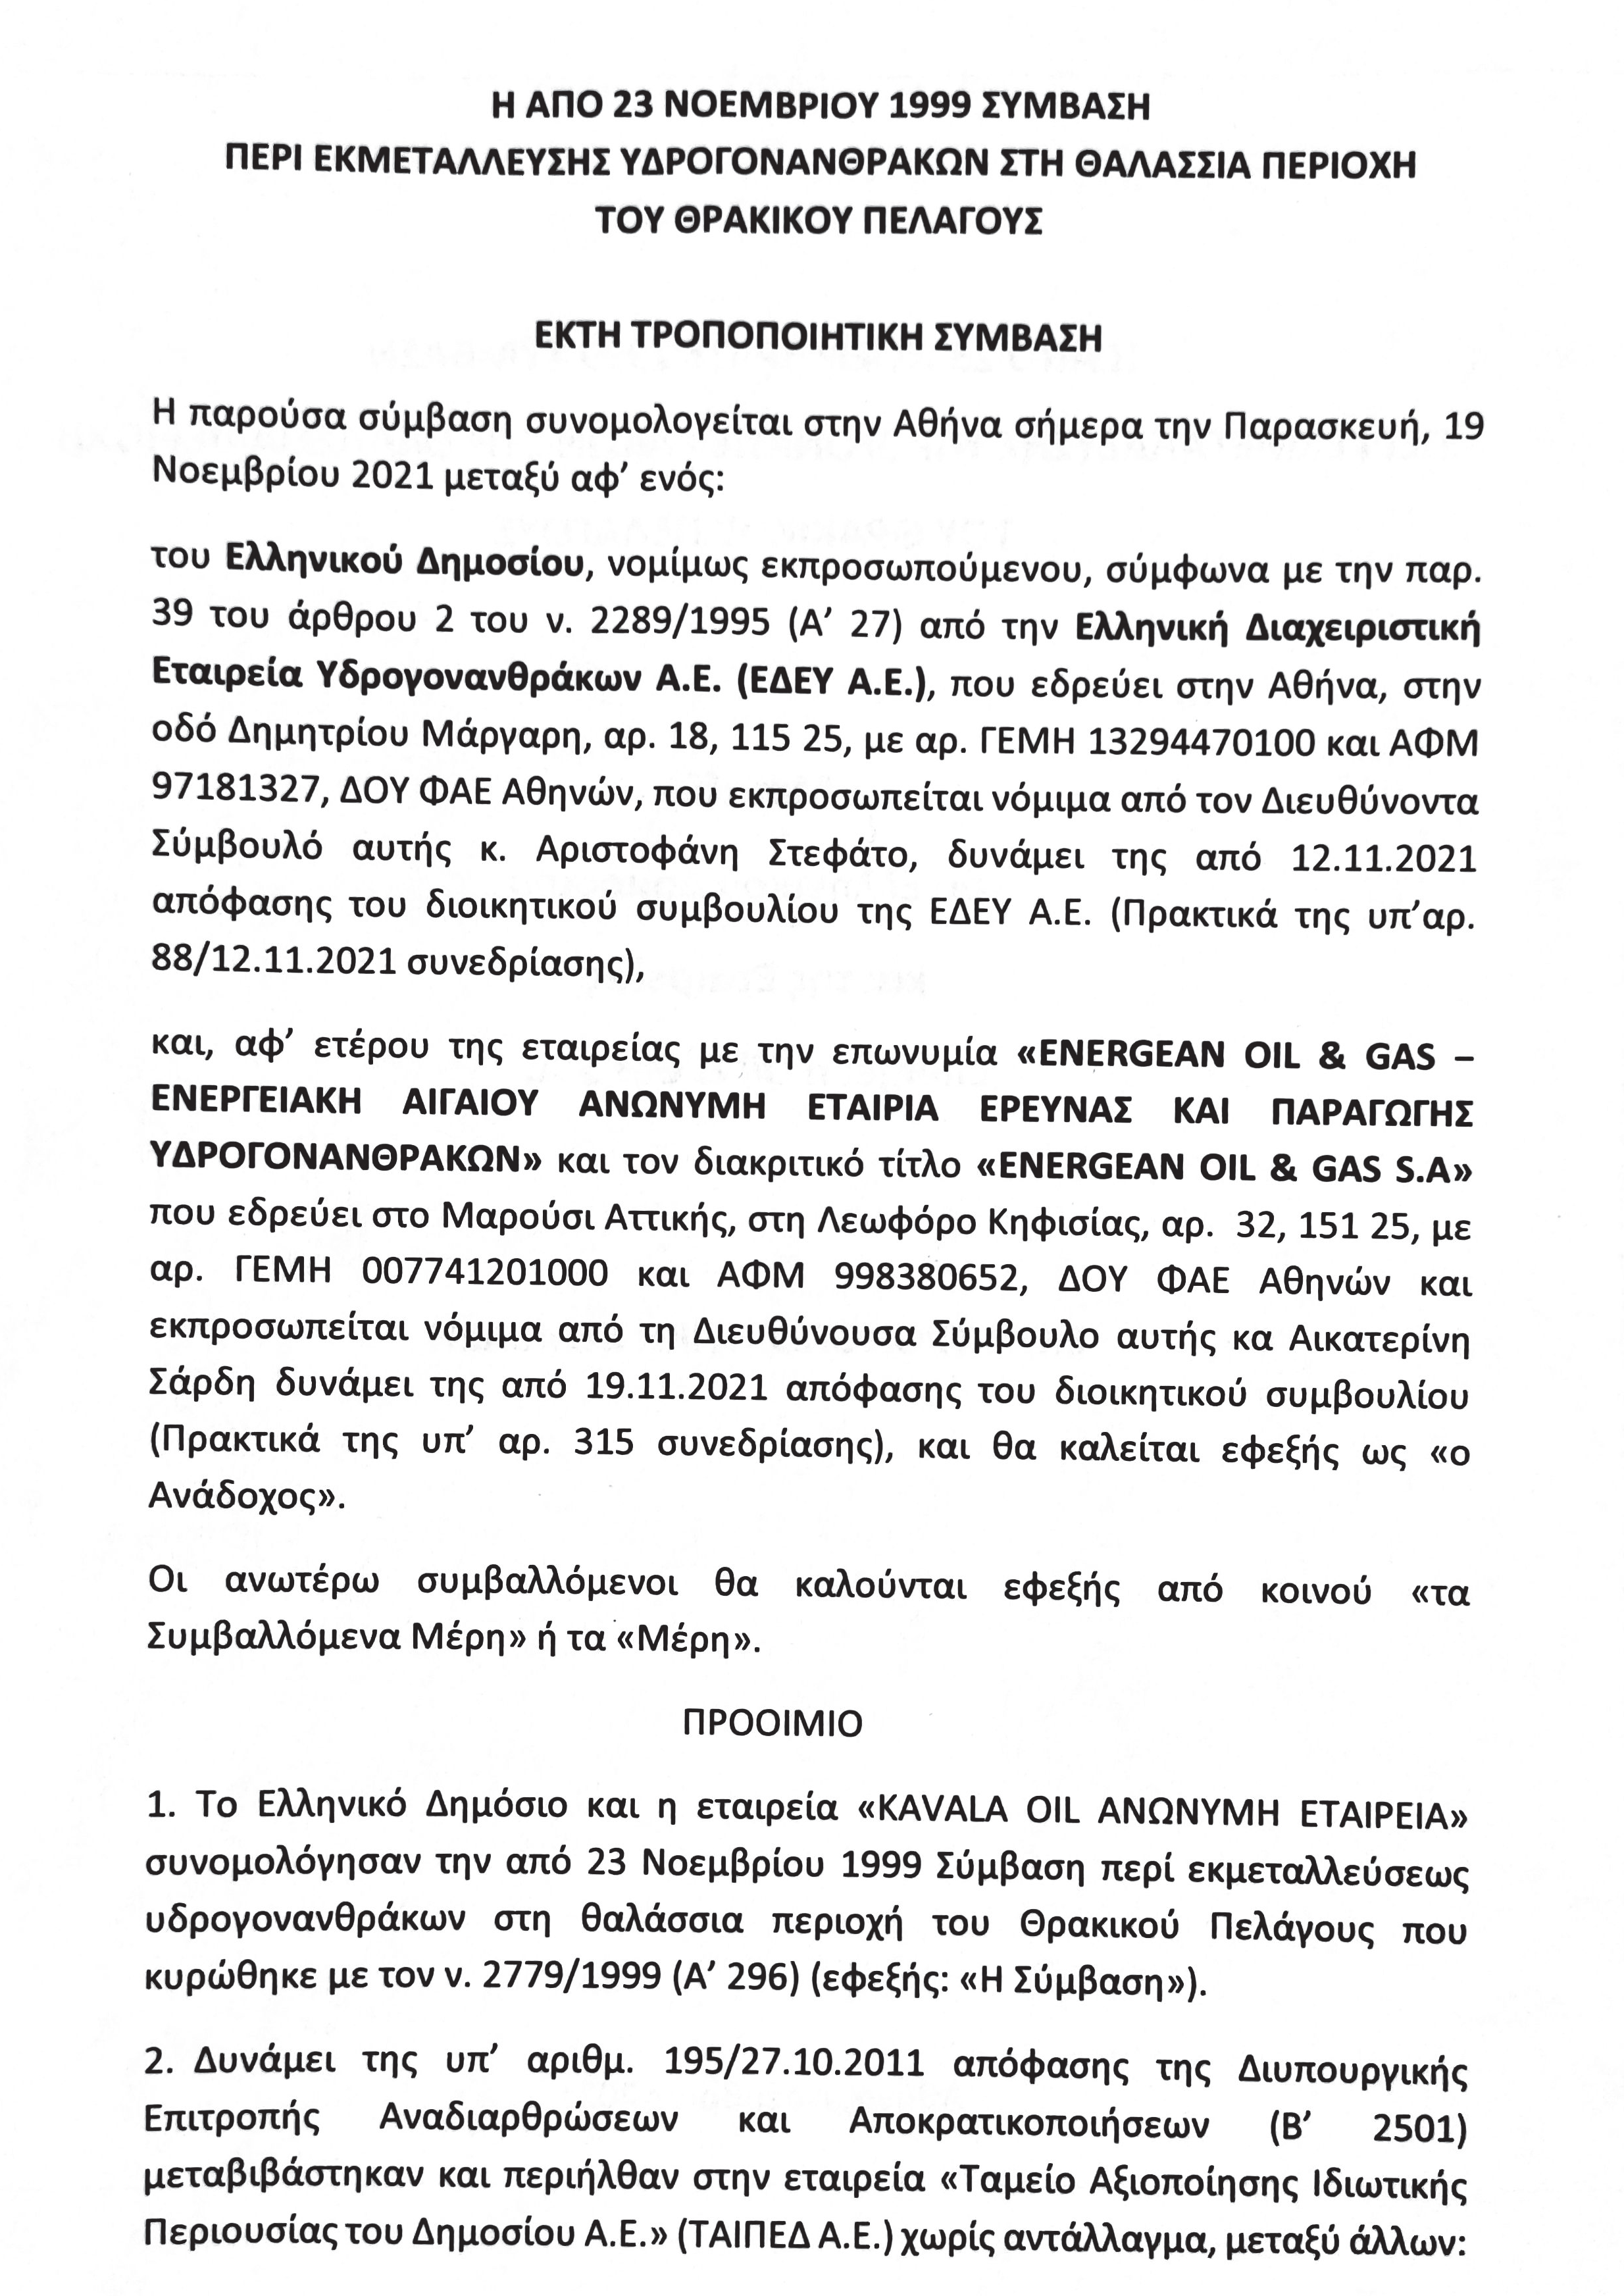 Η ΑΠΟ 23 ΝΟΕΜΒΡΙΟΥ 1999 ΣΥΜΒΑΣΗ
ΠΕΡΙ ΕΚΜΕΤΑΛΛΕΥΣΗΣ ΥΔΡΟΓΟΝΑΝΘΡΑΚΩΝ ΣΤΗ ΘΑΛΑΣΣΙΑ ΠΕΡΙΟΧΗ
ΤΟΥ ΘΡΑΚΙΚΟΥ ΠΕΛΑΓΟΥΣ
ΕΚΤΗ ΤΡΟΠΟΠΟΙΗΤΙΚΗ ΣΥΜΒΑΣΗ
Η παρούσα σύμβαση συνομολογείται στην Αθήνα σήμερα την Παρασκευή, 19
Νοεμβρίου 2021 μεταξύ αφ’ ενός:
του Ελληνικού Δημοσίου, νομίμως εκπροσωπούμενου, σύμφωνα με την παρ.
39 του άρθρου 2 του ν. 2289/1995 (Α’ 27) από την Ελληνική Διαχειριστική
Εταιρεία Υδρογονανθράκων Α.Ε. (ΕΔΕΥ Α.Ε.), που εδρεύει στην Αθήνα, στην
οδό Δημητρίου Μάργαρη, αρ. 18, 115 25, με αρ. ΓΕΜΗ 13294470100 και ΑΦΜ
97181327, ΔΟΥ ΦΑΕ Αθηνών, που εκπροσωπείται νόμιμα από τον Διευθύνοντα
Σύμβουλό αυτής κ. Αριστοφάνη Στεφάτο, δυνάμει της από 12.11.2021
απόφασης του διοικητικού συμβουλίου της ΕΔΕΥ Α.Ε. (Πρακτικά της υπ’αρ.
88/12.11.2021 συνεδρίασης),
και, αφ’ ετέρου της εταιρείας με την επωνυμία «ENERGEAN OIL & GAS –
ΕΝΕΡΓΕΙΑΚΗ ΑΙΓΑΙΟΥ ΑΝΩΝΥΜΗ ΕΤΑΙΡΙΑ ΕΡΕΥΝΑΣ ΚΑΙ ΠΑΡΑΓΩΓΗΣ
ΥΔΡΟΓΟΝΑΝΘΡΑΚΩΝ» και τον διακριτικό τίτλο «ENERGEAN OIL & GAS S.A»
που εδρεύει στο Μαρούσι Αττικής, στη Λεωφόρο Κηφισίας, αρ. 32, 151 25, με
αρ. ΓΕΜΗ 007741201000 και ΑΦΜ 998380652, ΔΟΥ ΦΑΕ Αθηνών και
εκπροσωπείται νόμιμα από τη Διευθύνουσα Σύμβουλο αυτής κα Αικατερίνη
Σάρδη δυνάμει της από 19.11.2021 απόφασης του διοικητικού συμβουλίου
(Πρακτικά της υπ’ αρ. 315 συνεδρίασης), και θα καλείται εφεξής ως «ο
Ανάδοχος».
Οι ανωτέρω συμβαλλόμενοι θα καλούνται εφεξής από κοινού «τα
Συμβαλλόμενα Μέρη» ή τα «Μέρη».
ΠΡΟΟΙΜΙΟ
1. Το Ελληνικό Δημόσιο και η εταιρεία «KAVALA OIL ΑΝΩΝΥΜΗ ΕΤΑΙΡΕΙΑ»
συνομολόγησαν την από 23 Νοεμβρίου 1999 Σύμβαση περί εκμεταλλεύσεως
υδρογονανθράκων στη θαλάσσια περιοχή του Θρακικού Πελάγους που
κυρώθηκε με τον ν. 2779/1999 (Α’ 296) (εφεξής: «Η Σύμβαση»).
2. Δυνάμει της υπ’ αριθμ. 195/27.10.2011 απόφασης της Διυπουργικής
Επιτροπής Αναδιαρθρώσεων και Αποκρατικοποιήσεων (Β’ 2501)
μεταβιβάστηκαν και περιήλθαν στην εταιρεία «Ταμείο Αξιοποίησης Ιδιωτικής
Περιουσίας του Δημοσίου Α.Ε.» (ΤΑΙΠΕΔ Α.Ε.) χωρίς αντάλλαγμα, μεταξύ άλλων: